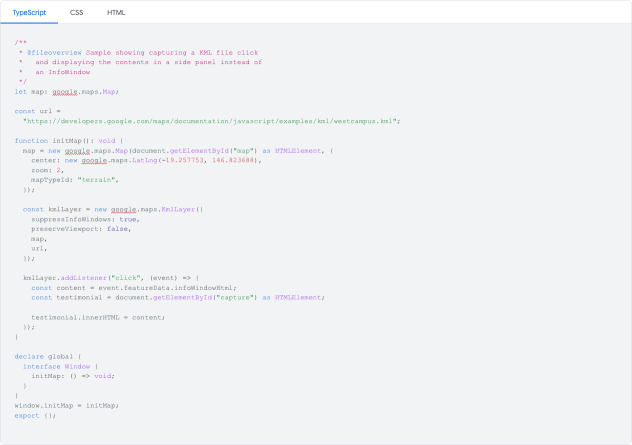 TypeScript CSS HTML
/**
 * @fileoverview Sample showing capturing a KML file click
 *   and displaying the contents in a side panel instead of
 *   an InfoWindow
 */
let map: google.maps.Map;
const url =
  "https://developers.google.com/maps/documentation/javascript/examples/kml/westcampus.kml";
function initMap(): void {
  map = new google.maps.Map(document.getElementById("map") as HTMLElement, {
    center: new google.maps.LatLng(-19.257753, 146.823688),
    zoom: 2,
    mapTypeId: "terrain",
  });
  const kmlLayer = new google.maps.KmlLayer({
    suppressInfoWindows: true,
    preserveViewport: false,
    map,
    url,
  });
  kmlLayer.addListener("click", (event) => {
    const content = event.featureData.infoWindowHtml;
    const testimonial = document.getElementById("capture") as HTMLElement;
    testimonial.innerHTML = content;
  });
}
declare global {
  interface Window {
    initMap: () => void;
  }
}
window.initMap = initMap;
export {};